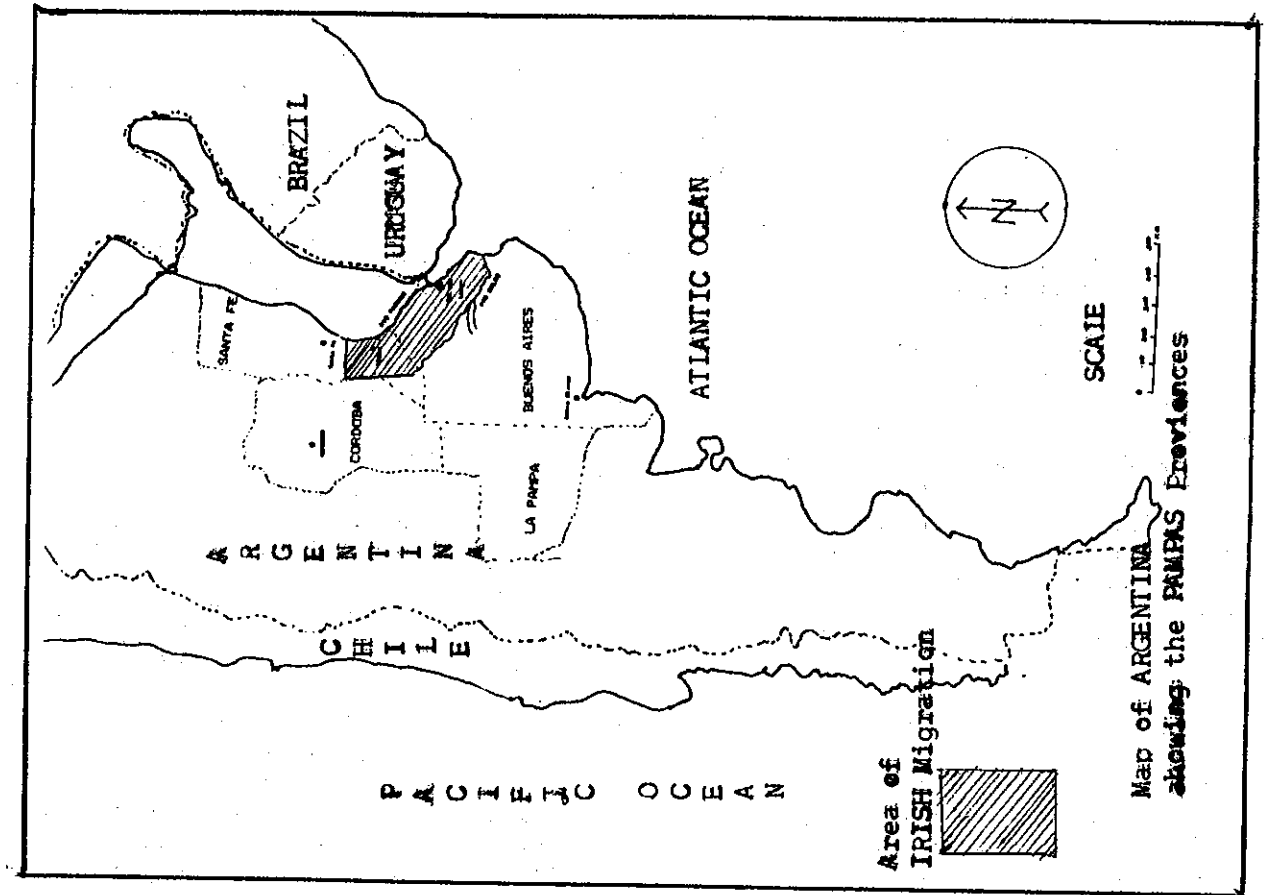 BRAZIL
URUGUAY
SANTA FE
CORDOBA
BUENOS AIRES
LA PAMPA
ARGENTINA
CHILE
PACIFIC OCEAN
ATLANTIC OCEAN
N
SCALE
Area of
IRISH Migration
Map of ARGENTINA
showing the PAMPAS Proviences